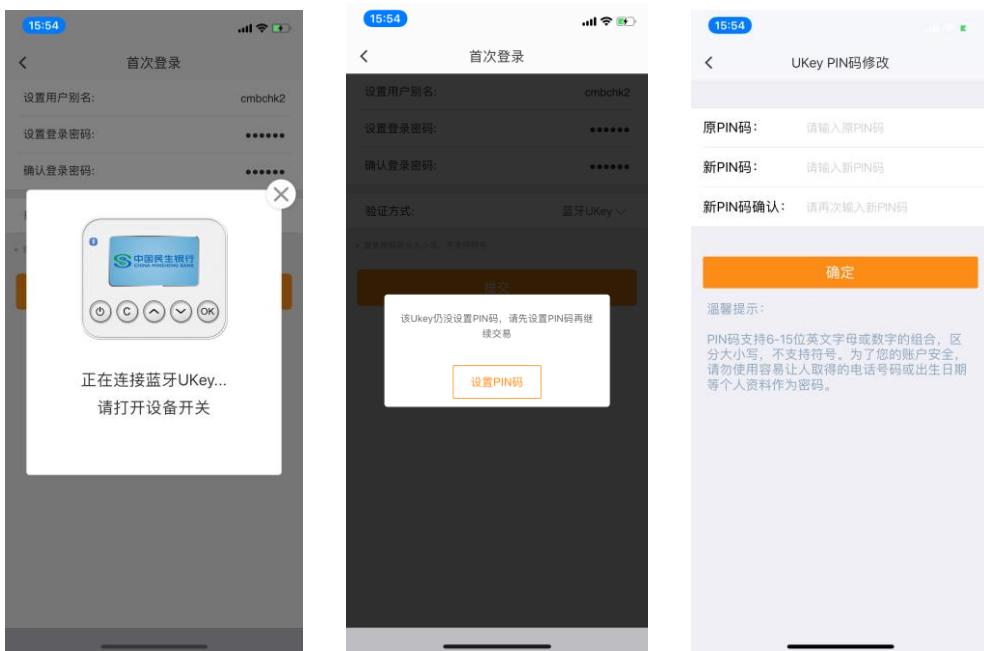 15:54
首次登录
设置用户别名: cmbchk2
设置登录密码: ••••••
确认登录密码: ••••••
中国民生银行
CHINA MINSHENG BANK
C OK
正在连接蓝牙UKey...
请打开设备开关
15:54
首次登录
设置用户别名: cmbchk2
设置登录密码: ••••••
确认登录密码: ••••••
验证方式: 蓝牙UKey
提交
该Ukey仍没设置PIN码，请先设置PIN码再继
续交易
设置PIN码
15:54
UKey PIN码修改
原PIN码: 请输入原PIN码
新PIN码: 请输入新PIN码
新PIN码确认: 请再次输入新PIN码
确定
温馨提示:
PIN码支持6-15位英文字母或数字的组合，区
分大小写，不支持符号。为了您的账户安全，
请勿使用容易让人取得的电话号码或出生日期
等个人资料作为密码。